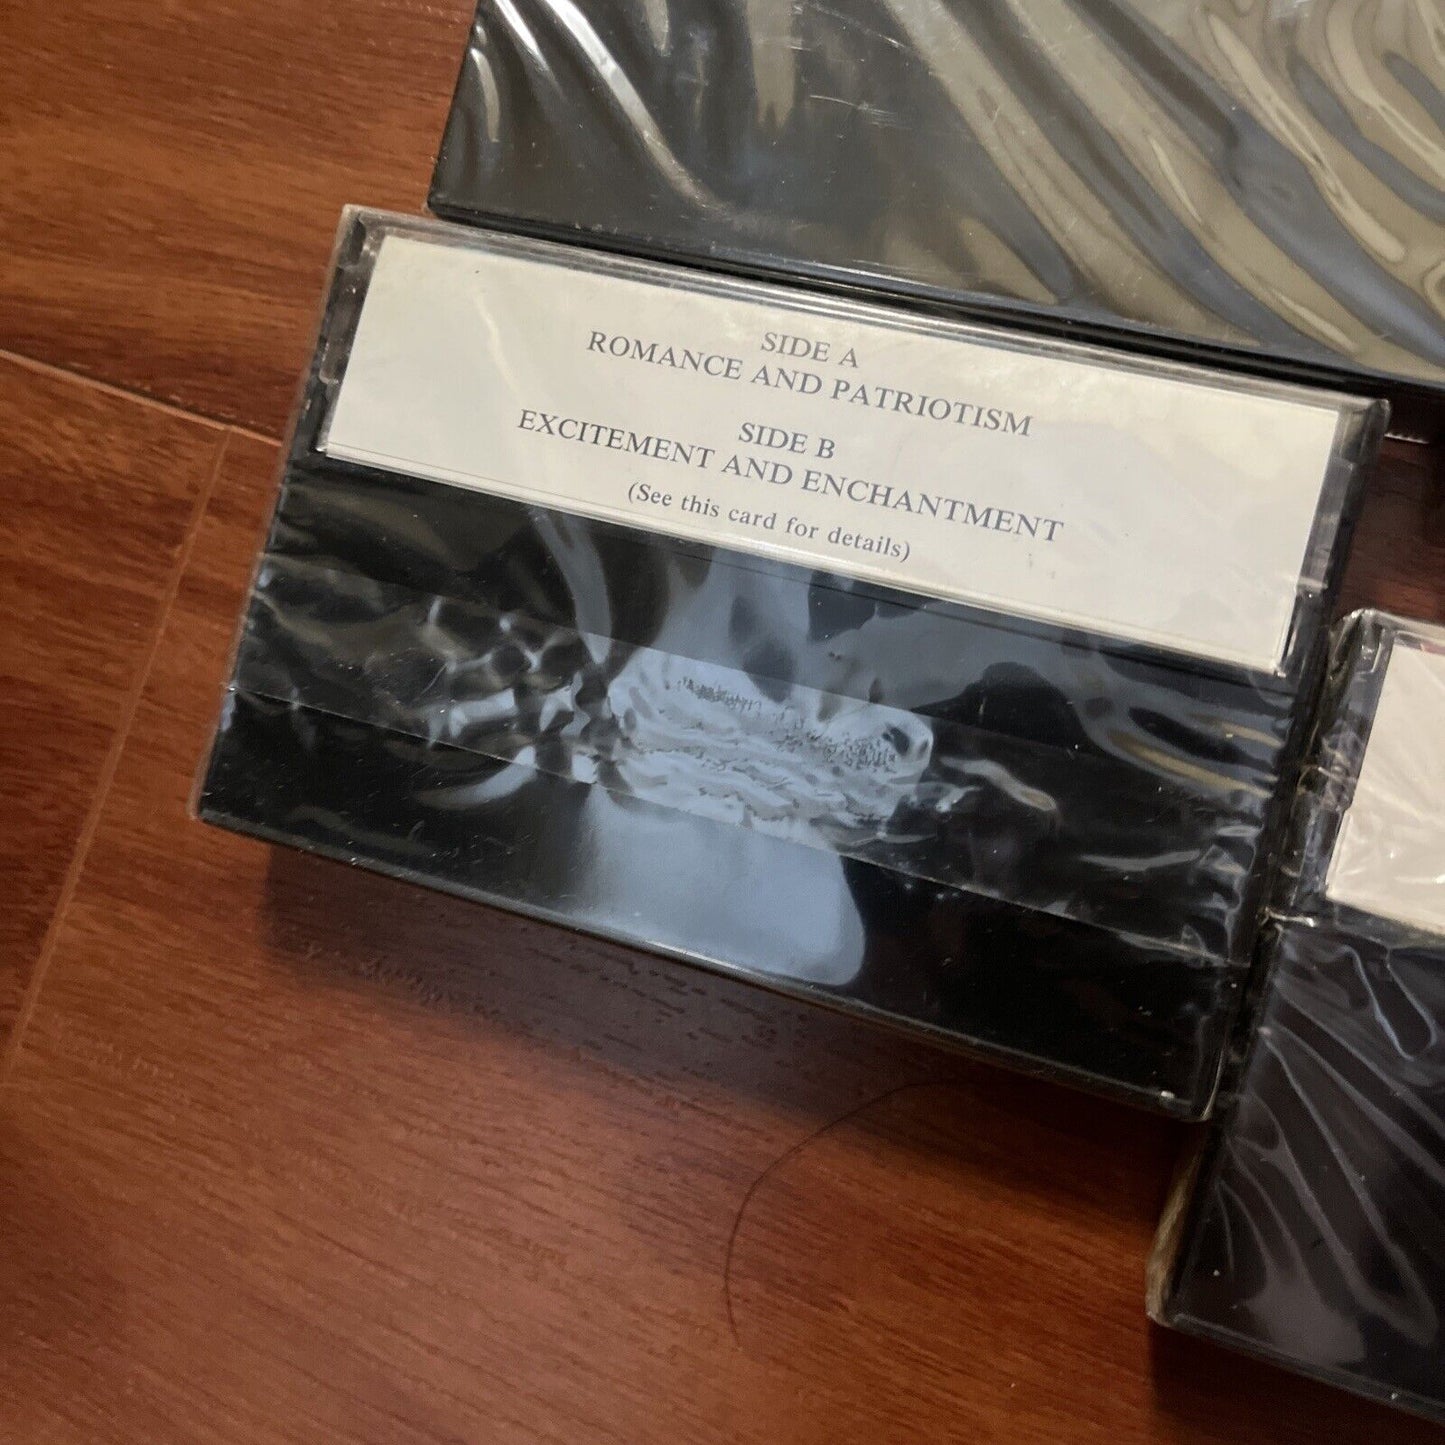 SIDE A
ROMANCE AND PATRIOTISM
SIDE B
EXCITEMENT AND ENCHANTMENT
(See this card for details)